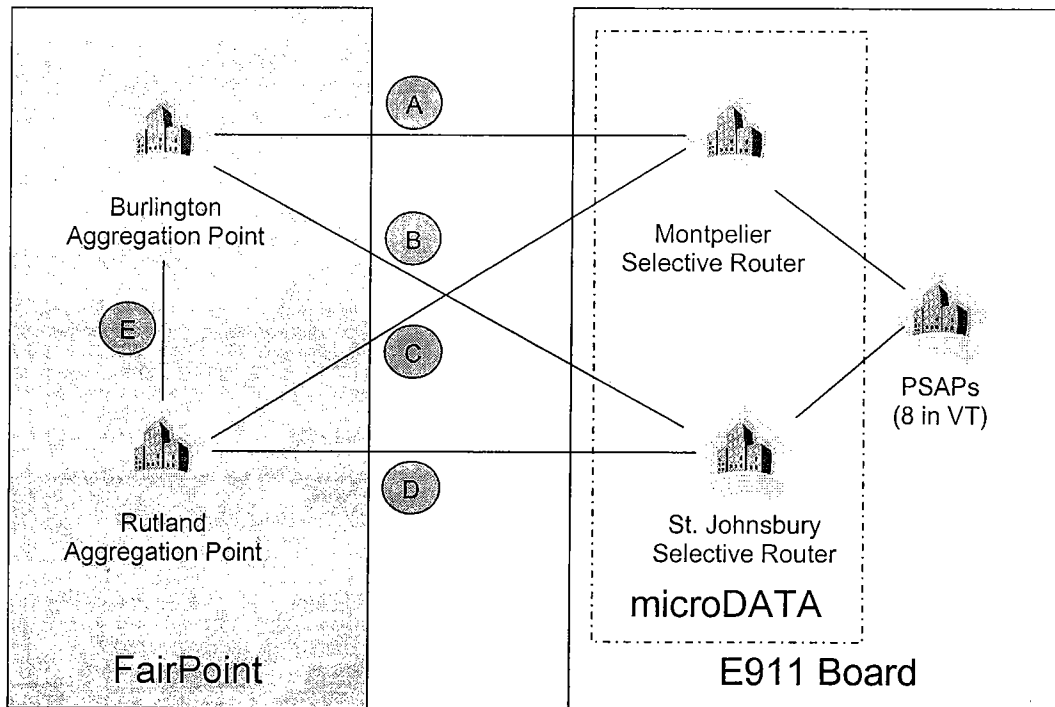 A
Burlington
Aggregation Point
Montpelier
Selective Router
B
E
C
PSAPs
(8 in VT)
D
Rutland
Aggregation Point
St. Johnsbury
Selective Router
microDATA
FairPoint
E911 Board